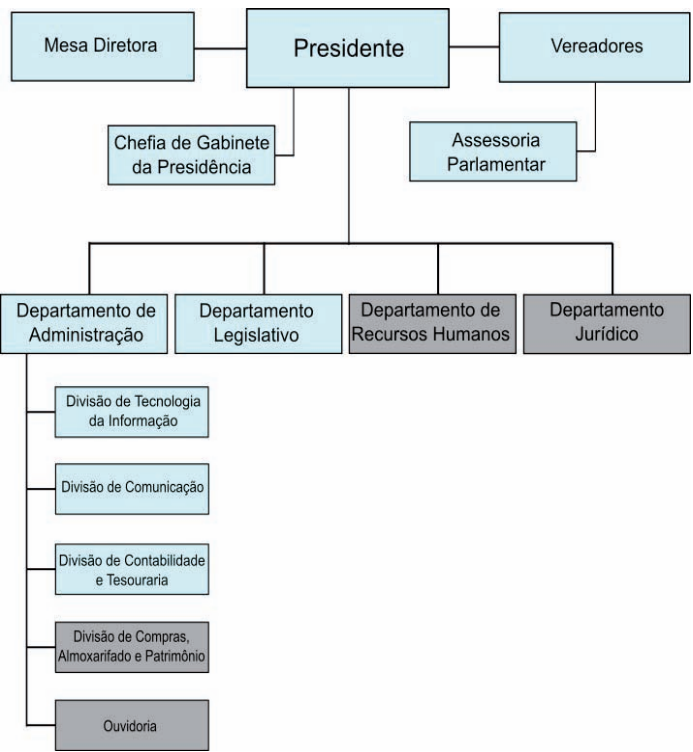 Mesa Diretora
Presidente
Vereadores
Chefia de Gabinete
da Presidência
Assessoria
Parlamentar
Departamento de
Administração
Departamento
Legislativo
Departamento de
Recursos Humanos
Departamento
Jurídico
Divisão de Tecnologia
da Informação
Divisão de Comunicação
Divisão de Contabilidade
e Tesouraria
Divisão de Compras,
Almoxarifado e Patrimônio
Ouvidoria